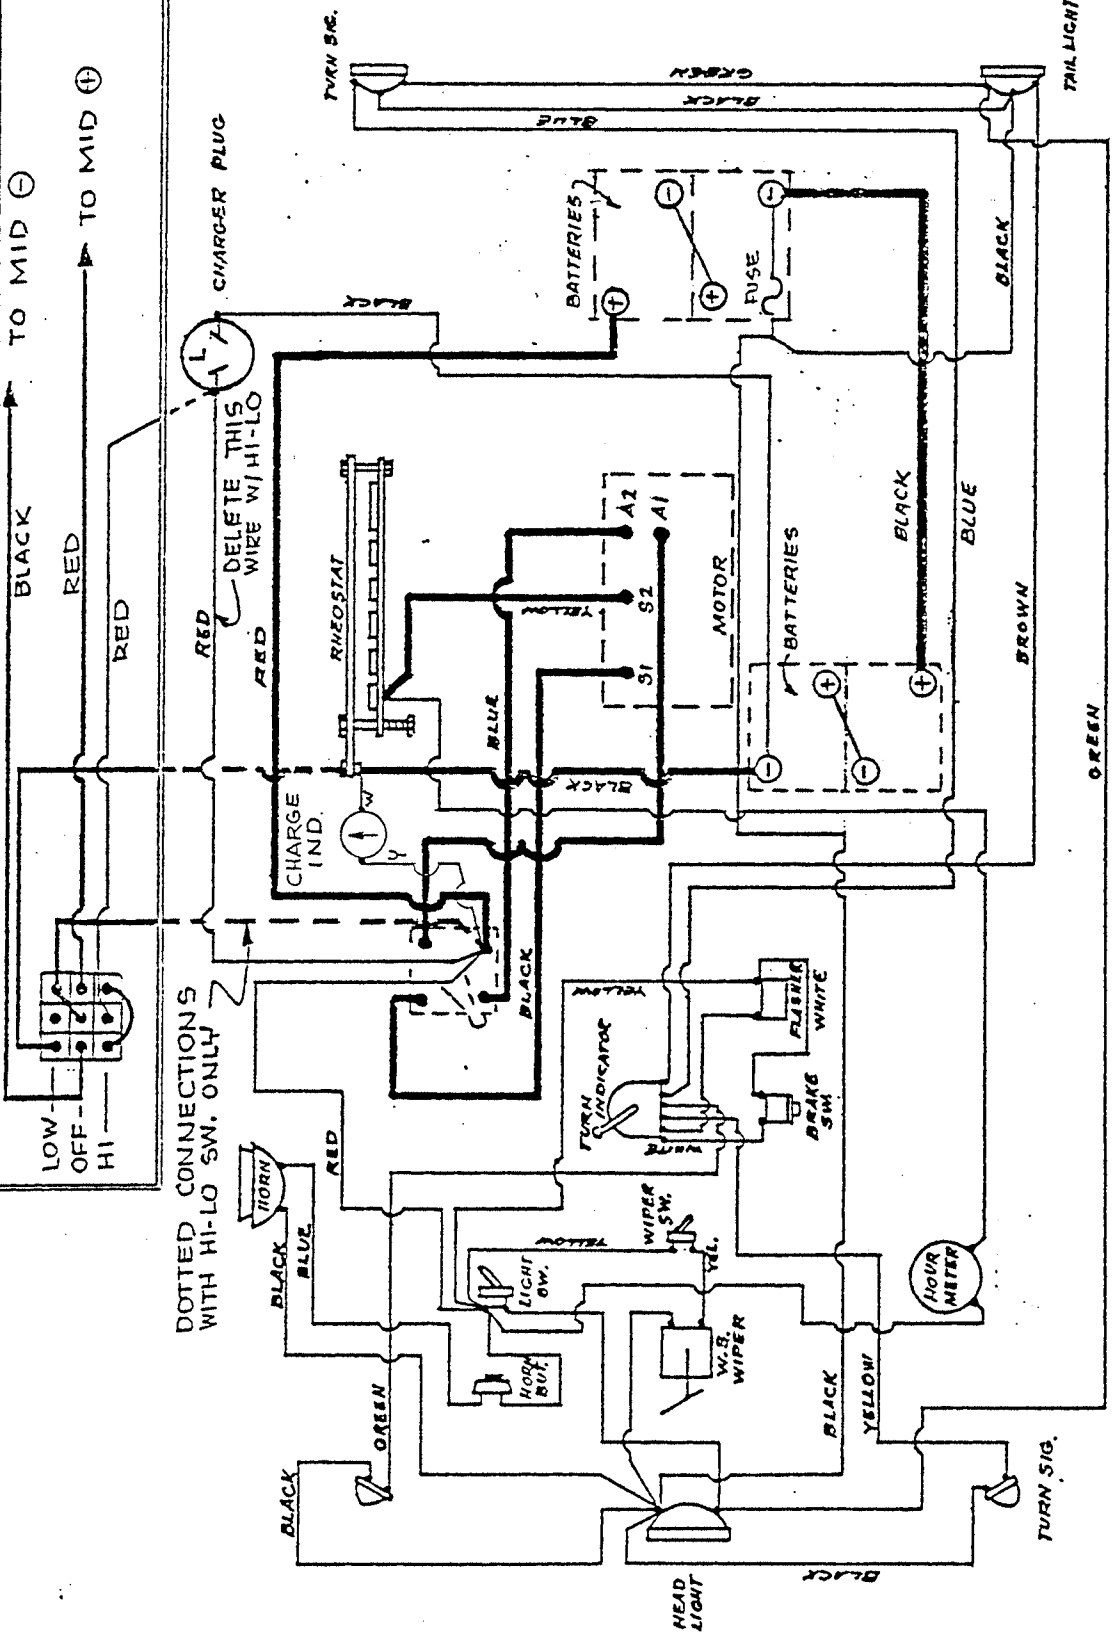 BLACK
TO MID ⊖
RED
TO MID ⊕
RED
LOW
OFF
HI
DOTTED CONNECTIONS
WITH HI-LO SW. ONLY
RED
DELETE THIS
WIRE W/HI-LO
CHARGER PLUG
L
BLACK
RED
TURN SIG.
GREEN
BLACK
BLUE
TAIL LIGHT
RHEOSTAT
BATTERIES
FUSE
+
-
+
-
CHARGE
IND.
W
Y
BLUE
YELLOW
BLACK
A2
A1
S2
S1
MOTOR
BATTERIES
-
+
-
+
BLACK
BLUE
BLACK
BROWN
GREEN
HORN
BLACK
BLUE
RED
BLACK
YELLOW
TURN
INDICATOR
FLASHER
WHITE
WHITE
BRAKE
SW.
WIPER
SW.
YELLOW
YEL.
LIGHT
SW.
HORN
BUT.
W.S.
WIPER
HOUR
METER
GREEN
BLACK
BLACK
YELLOW
HEAD
LIGHT
BLACK
TURN SIG.